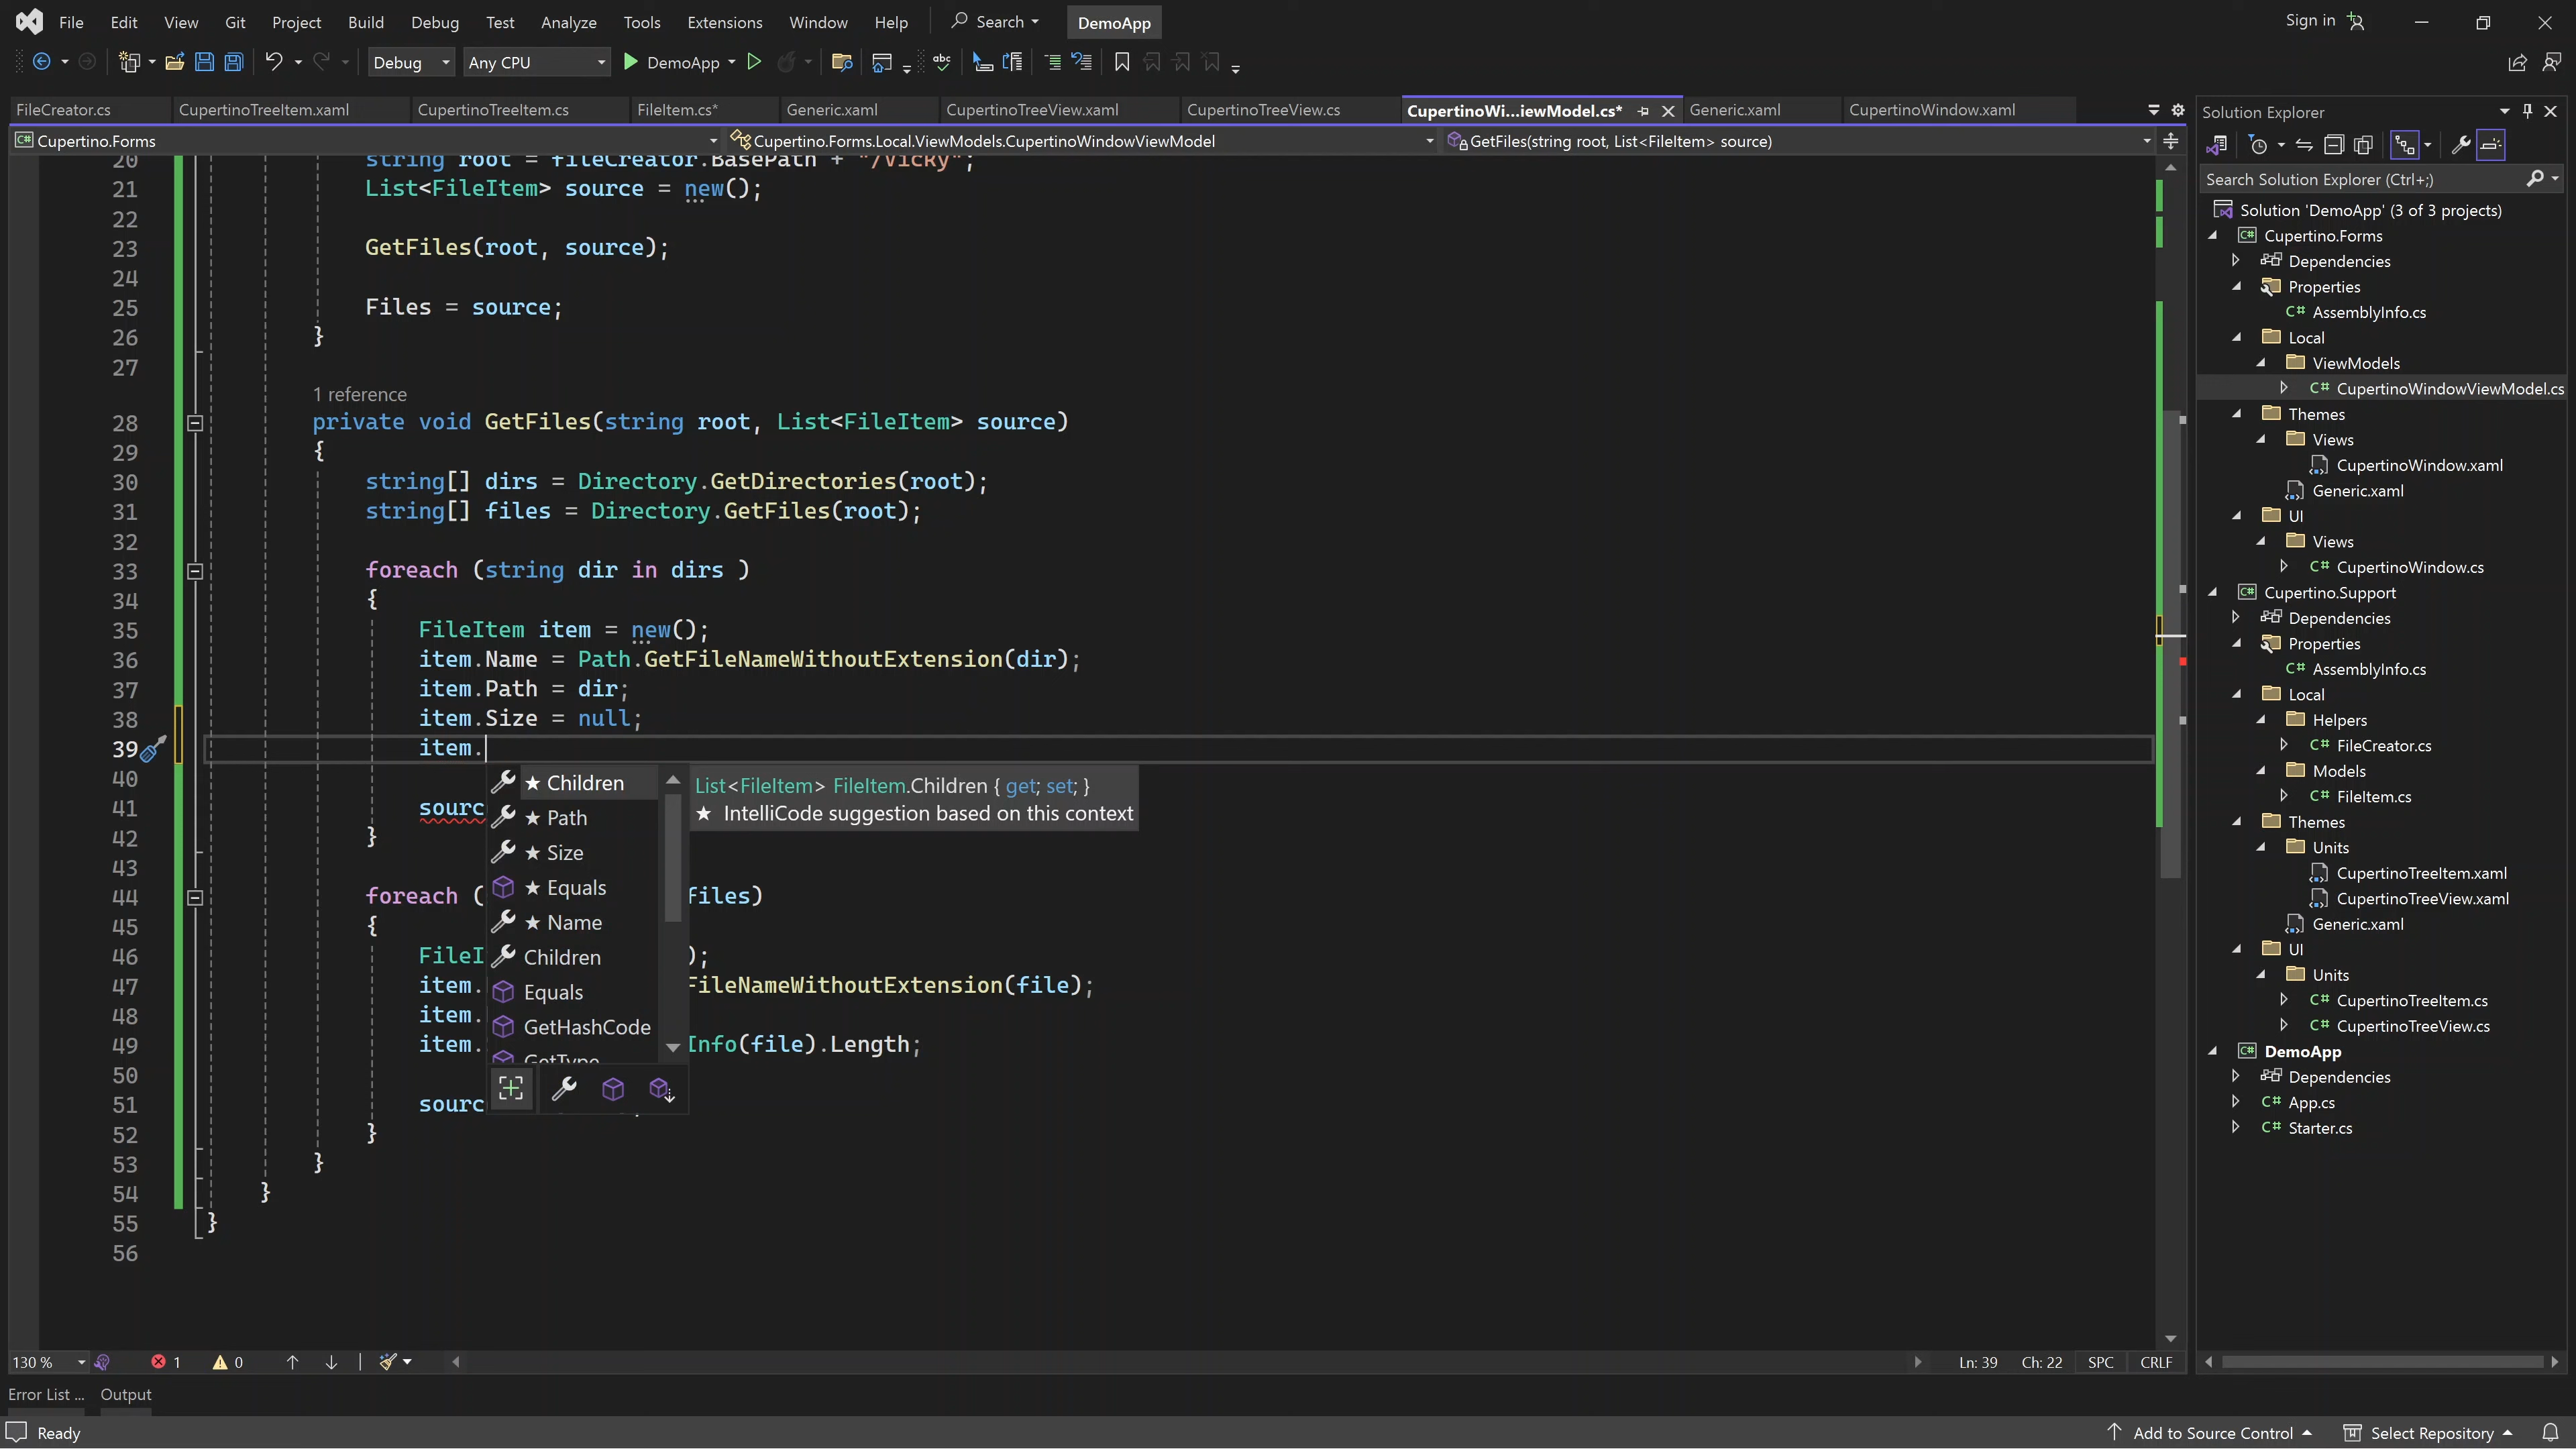 File Edit View Git Project Build Debug Test Analyze Tools Extensions Window Help Search DemoApp Sign in
Debug Any CPU DemoApp
FileCreator.cs CupertinoTreeItem.xaml CupertinoTreeItem.cs FileItem.cs* Generic.xaml CupertinoTreeView.xaml CupertinoTreeView.cs CupertinoWi...iewModel.cs* Generic.xaml CupertinoWindow.xaml
Cupertino.Forms Cupertino.Forms.Local.ViewModels.CupertinoWindowViewModel GetFiles(string root, List<FileItem> source)
20 string root = fileCreator.BasePath + "/Vicky";
21 List<FileItem> source = new();
22
23 GetFiles(root, source);
24
25 Files = source;
26 }
27
1 reference
28 private void GetFiles(string root, List<FileItem> source)
29 {
30 string[] dirs = Directory.GetDirectories(root);
31 string[] files = Directory.GetFiles(root);
32
33 foreach (string dir in dirs )
34 {
35 FileItem item = new();
36 item.Name = Path.GetFileNameWithoutExtension(dir);
37 item.Path = dir;
38 item.Size = null;
39 item.
40
41 sourc
42 }
43
44 foreach ( files)
45 {
46 FileI );
47 item. FileNameWithoutExtension(file);
48 item.
49 item. Info(file).Length;
50
51 sourc
52 }
53 }
54 }
55 }
56
★ Children
★ Path
★ Size
★ Equals
★ Name
Children
Equals
GetHashCode
GetType
List<FileItem> FileItem.Children { get; set; }
★ IntelliCode suggestion based on this context
130 % 1 0 Ln: 39 Ch: 22 SPC CRLF
Error List ... Output
Ready Add to Source Control Select Repository
Solution Explorer
Search Solution Explorer (Ctrl+;)
Solution 'DemoApp' (3 of 3 projects)
Cupertino.Forms
Dependencies
Properties
C# AssemblyInfo.cs
Local
ViewModels
C# CupertinoWindowViewModel.cs
Themes
Views
CupertinoWindow.xaml
Generic.xaml
UI
Views
C# CupertinoWindow.cs
Cupertino.Support
Dependencies
Properties
C# AssemblyInfo.cs
Local
Helpers
C# FileCreator.cs
Models
C# FileItem.cs
Themes
Units
CupertinoTreeItem.xaml
CupertinoTreeView.xaml
Generic.xaml
UI
Units
C# CupertinoTreeItem.cs
C# CupertinoTreeView.cs
DemoApp
Dependencies
C# App.cs
C# Starter.cs